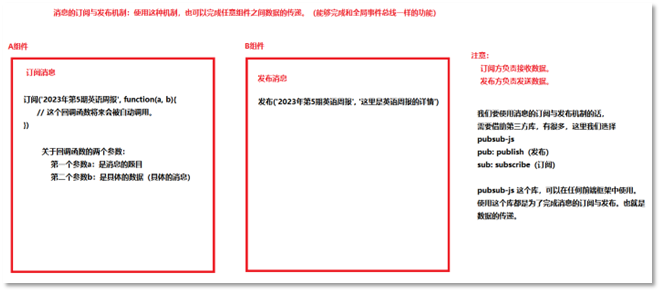 消息的订阅与发布机制：使用这种机制，也可以完成任意组件之间数据的传递。（能够完成和全局事件总线一样的功能）
A组件
订阅消息
订阅('2023年第5期英语周报', function(a, b){
// 这个回调函数将来会被自动调用。
})
关于回调函数的两个参数：
第一个参数a：是消息的题目
第二个参数b：是具体的数据（具体的消息）
B组件
发布消息
发布('2023年第5期英语周报', '这里是英语周报的详情')
注意：
订阅方负责接收数据。
发布方负责发送数据。
我们要使用消息的订阅与发布机制的话，
需要借助第三方库，有很多，这里我们选择
pubsub-js
pub: publish（发布）
sub: subscribe（订阅）
pubsub-js 这个库，可以在任何前端框架中使用。
使用这个库都是为了完成消息的订阅与发布。也就是
数据的传递。